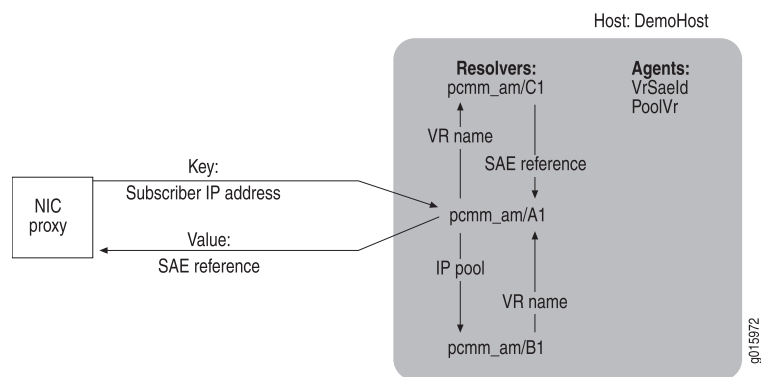 Host: DemoHost
Resolvers:
pcmm_am/C1
Agents:
VrSaeId
PoolVr
VR name
SAE reference
Key:
Subscriber IP address
NIC
proxy
pcmm_am/A1
Value:
SAE reference
IP pool
VR name
pcmm_am/B1
g015972